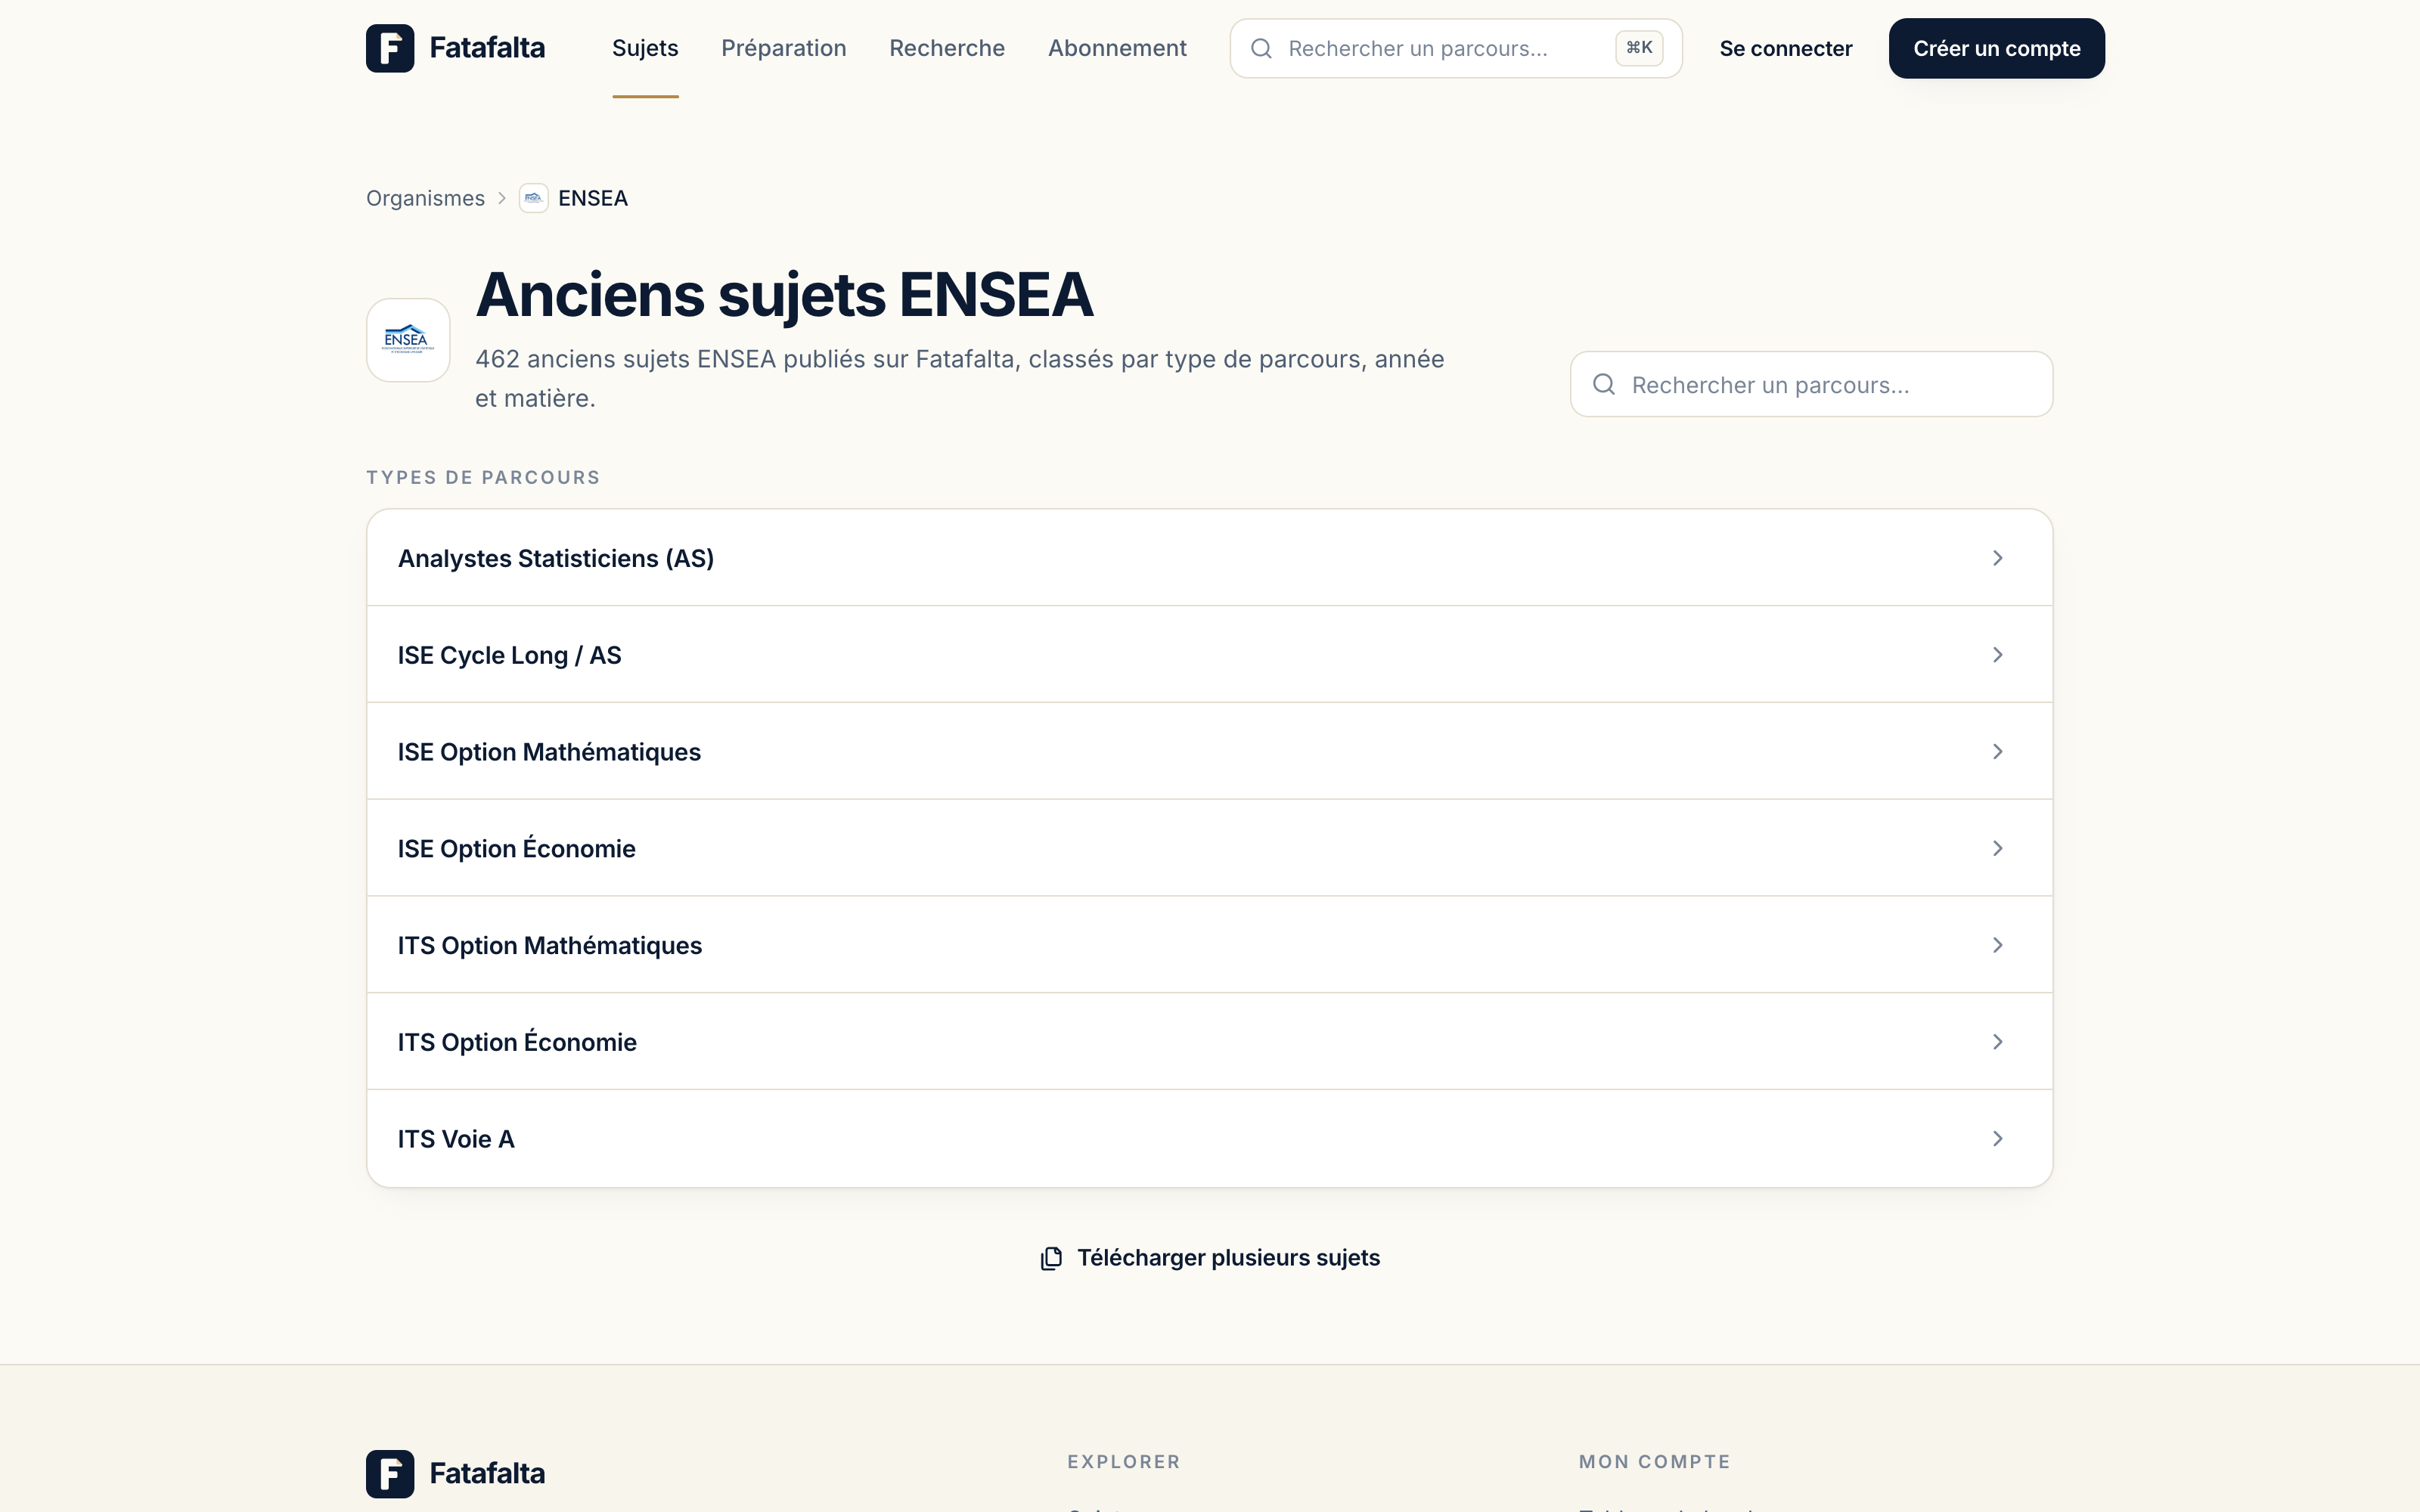 Fatafalta
Sujets
Préparation
Recherche
Abonnement
Rechercher un parcours...
⌘K
Se connecter
Créer un compte
Organismes
ENSEA
Anciens sujets ENSEA
ENSEA
462 anciens sujets ENSEA publiés sur Fatafalta, classés par type de parcours, année
et matière.
Rechercher un parcours...
TYPES DE PARCOURS
Analystes Statisticiens (AS)
ISE Cycle Long / AS
ISE Option Mathématiques
ISE Option Économie
ITS Option Mathématiques
ITS Option Économie
ITS Voie A
Télécharger plusieurs sujets
Fatafalta
EXPLORER
MON COMPTE